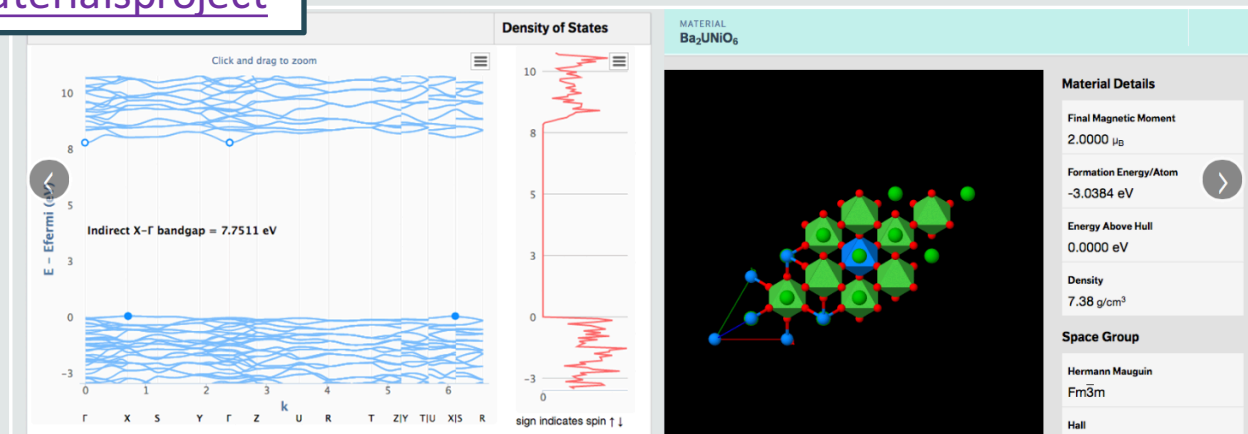 aterialsproject
Density of States
Click and drag to zoom
10
8
5
3
0
−3
E − Efermi (eV)
Indirect X−Γ bandgap = 7.7511 eV
0 1 2 3 4 5 6
k
Γ X S Y Γ Z U R T Z|Y T|U X|S R
10
8
5
3
0
−3
0
sign indicates spin ↑↓
MATERIAL
Ba₂UNiO₆
Material Details
Final Magnetic Moment
2.0000 μB
Formation Energy/Atom
-3.0384 eV
Energy Above Hull
0.0000 eV
Density
7.38 g/cm³
Space Group
Hermann Mauguin
Fm3̅m
Hall